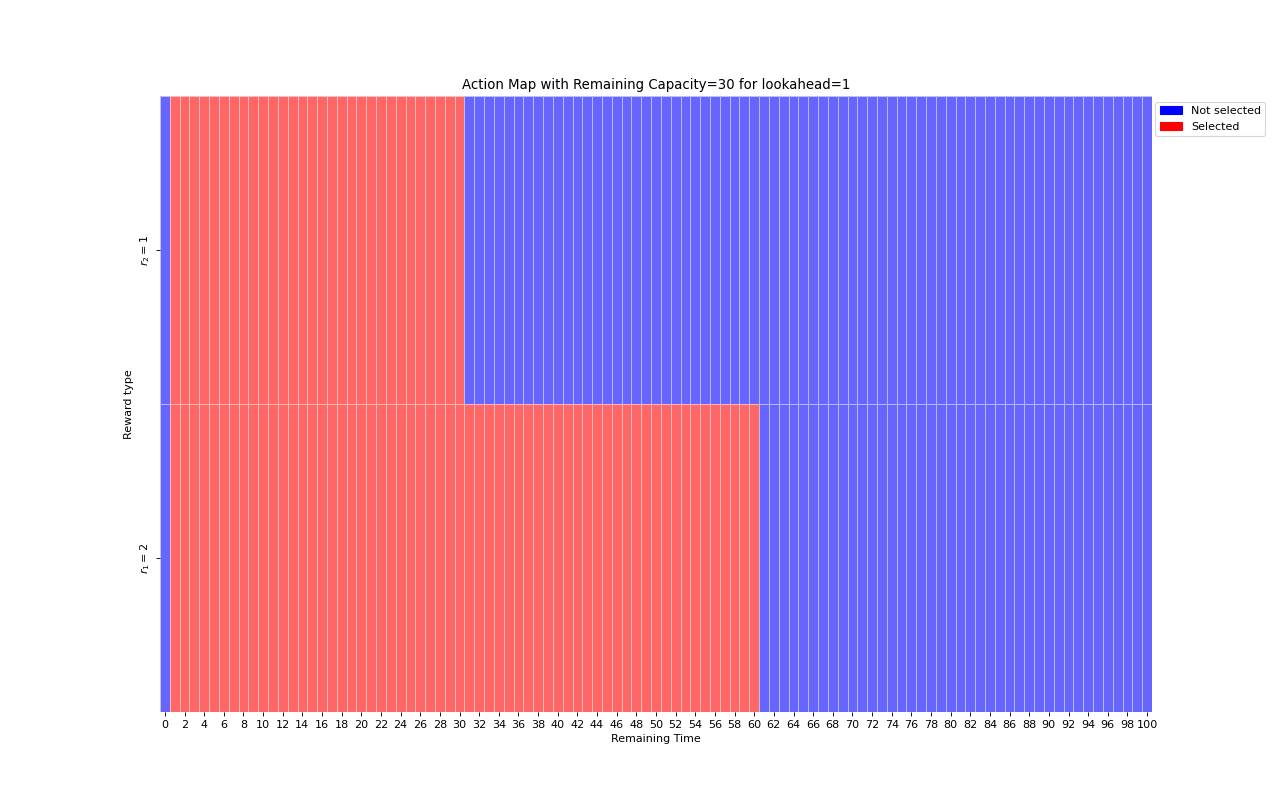 Action Map with Remaining Capacity=30 for lookahead=1
Not selected
Selected
r₂ = 1
Reward type
r₁ = 2
0 2 4 6 8 10 12 14 16 18 20 22 24 26 28 30 32 34 36 38 40 42 44 46 48 50 52 54 56 58 60 62 64 66 68 70 72 74 76 78 80 82 84 86 88 90 92 94 96 98 100
Remaining Time